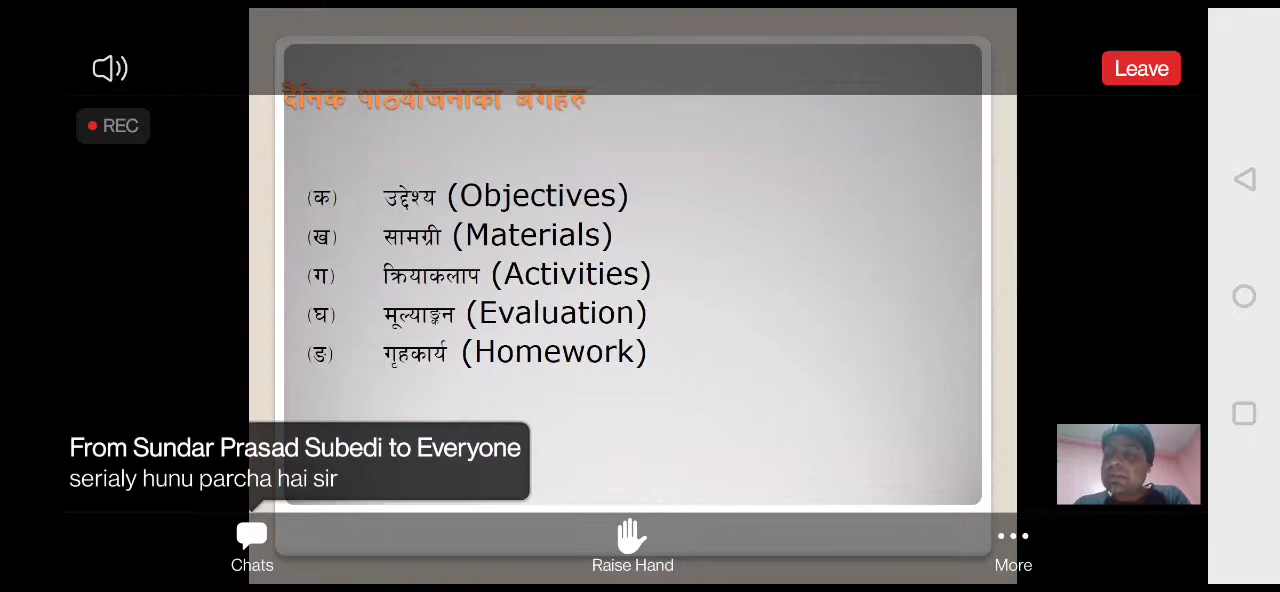 Leave
REC
दैनिक पाठयोजनाका अंगहरु
(क) उद्देश्य (Objectives)
(ख) सामग्री (Materials)
(ग) क्रियाकलाप (Activities)
(घ) मूल्याङ्कन (Evaluation)
(ङ) गृहकार्य (Homework)
From Sundar Prasad Subedi to Everyone
serialy hunu parcha hai sir
Chats
Raise Hand
More